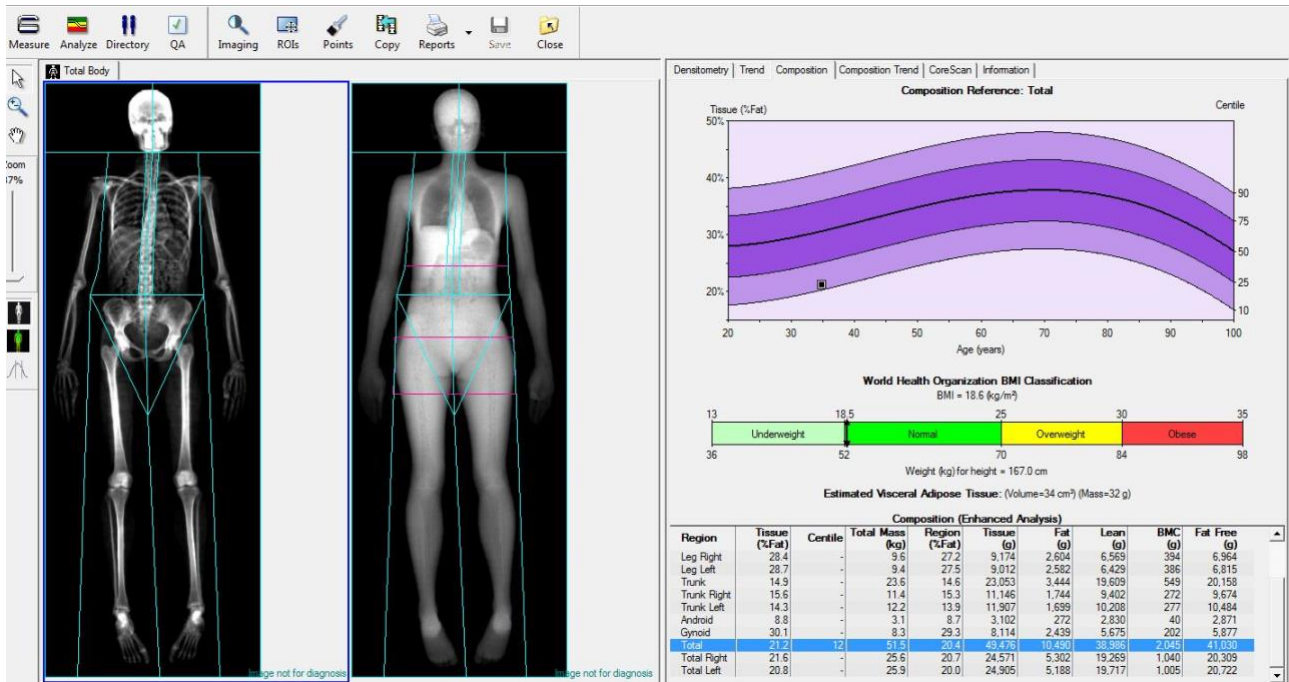 Measure Analyze Directory QA Imaging ROIs Points Copy Reports Save Close
Total Body
Densitometry Trend Composition Composition Trend CoreScan Information
Zoom
37%
Composition Reference: Total
Tissue (%Fat) Centile
50%
40%
30%
20%
90
75
50
25
10
20 30 40 50 60 70 80 90 100
Age (years)
World Health Organization BMI Classification
BMI = 18.6 (kg/m²)
13 18.5 25 30 35
Underweight Normal Overweight Obese
36 52 70 84 98
Weight (kg) for height = 167.0 cm
Estimated Visceral Adipose Tissue: (Volume=34 cm³) (Mass=32 g)
Composition (Enhanced Analysis)
Region Tissue (%Fat) Centile Total Mass (kg) Region (%Fat) Tissue (g) Fat (g) Lean (g) BMC (g) Fat Free (g)
Leg Right 28.4 - 9.6 27.2 9,174 2,604 6,569 394 6,964
Leg Left 28.7 - 9.4 27.5 9,012 2,582 6,429 386 6,815
Trunk 14.9 - 23.6 14.6 23,053 3,444 19,609 549 20,158
Trunk Right 15.6 - 11.4 15.3 11,146 1,744 9,402 272 9,674
Trunk Left 14.3 - 12.2 13.9 11,907 1,699 10,208 277 10,484
Android 8.8 - 3.1 8.7 3,102 272 2,830 40 2,871
Gynoid 30.1 - 8.3 29.3 8,114 2,439 5,675 202 5,877
Total 21.2 12 51.5 20.4 49,476 10,490 38,986 2,045 41,030
Total Right 21.6 - 25.6 20.7 24,571 5,302 19,269 1,040 20,309
Total Left 20.8 - 25.9 20.0 24,905 5,188 19,717 1,005 20,722
Image not for diagnosis
Image not for diagnosis